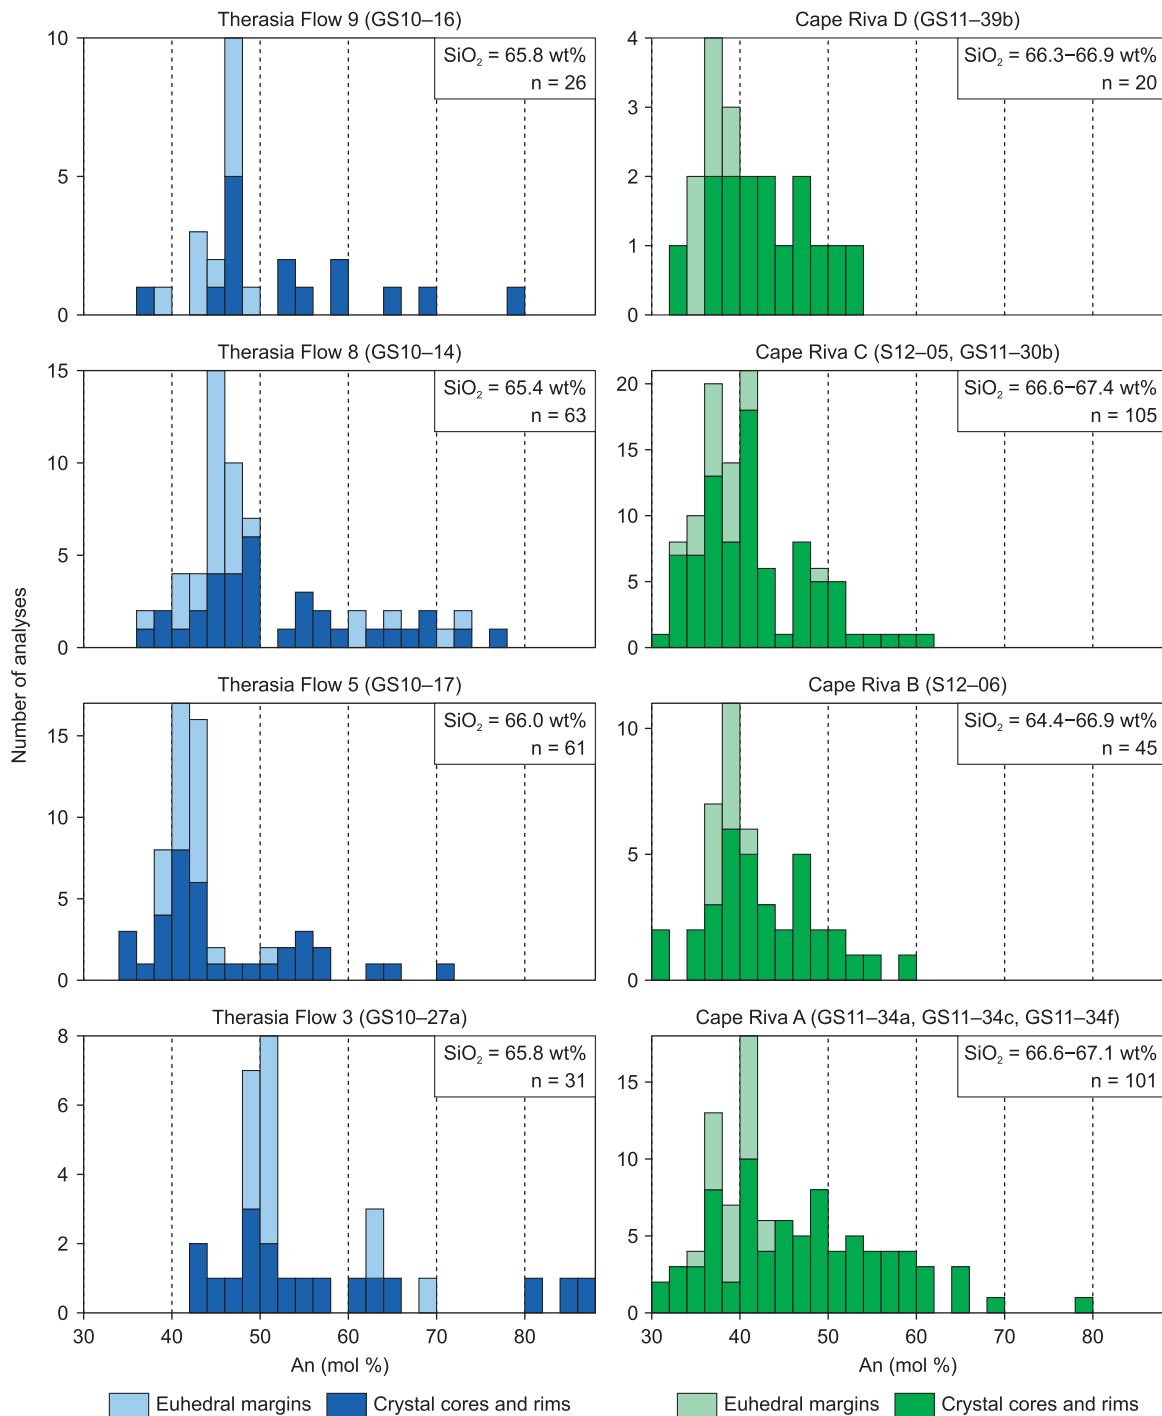 Therasia Flow 9 (GS10–16)
SiO₂ = 65.8 wt%
n = 26
10
5
0
Cape Riva D (GS11–39b)
SiO₂ = 66.3–66.9 wt%
n = 20
4
3
2
1
0
Therasia Flow 8 (GS10–14)
SiO₂ = 65.4 wt%
n = 63
15
10
5
0
Cape Riva C (S12–05, GS11–30b)
SiO₂ = 66.6–67.4 wt%
n = 105
20
15
10
5
0
Number of analyses
Therasia Flow 5 (GS10–17)
SiO₂ = 66.0 wt%
n = 61
15
10
5
0
Cape Riva B (S12–06)
SiO₂ = 64.4–66.9 wt%
n = 45
10
5
0
Therasia Flow 3 (GS10–27a)
SiO₂ = 65.8 wt%
n = 31
8
6
4
2
0
30 40 50 60 70 80
An (mol %)
Euhedral margins Crystal cores and rims
Cape Riva A (GS11–34a, GS11–34c, GS11–34f)
SiO₂ = 66.6–67.1 wt%
n = 101
15
10
5
0
30 40 50 60 70 80
An (mol %)
Euhedral margins Crystal cores and rims